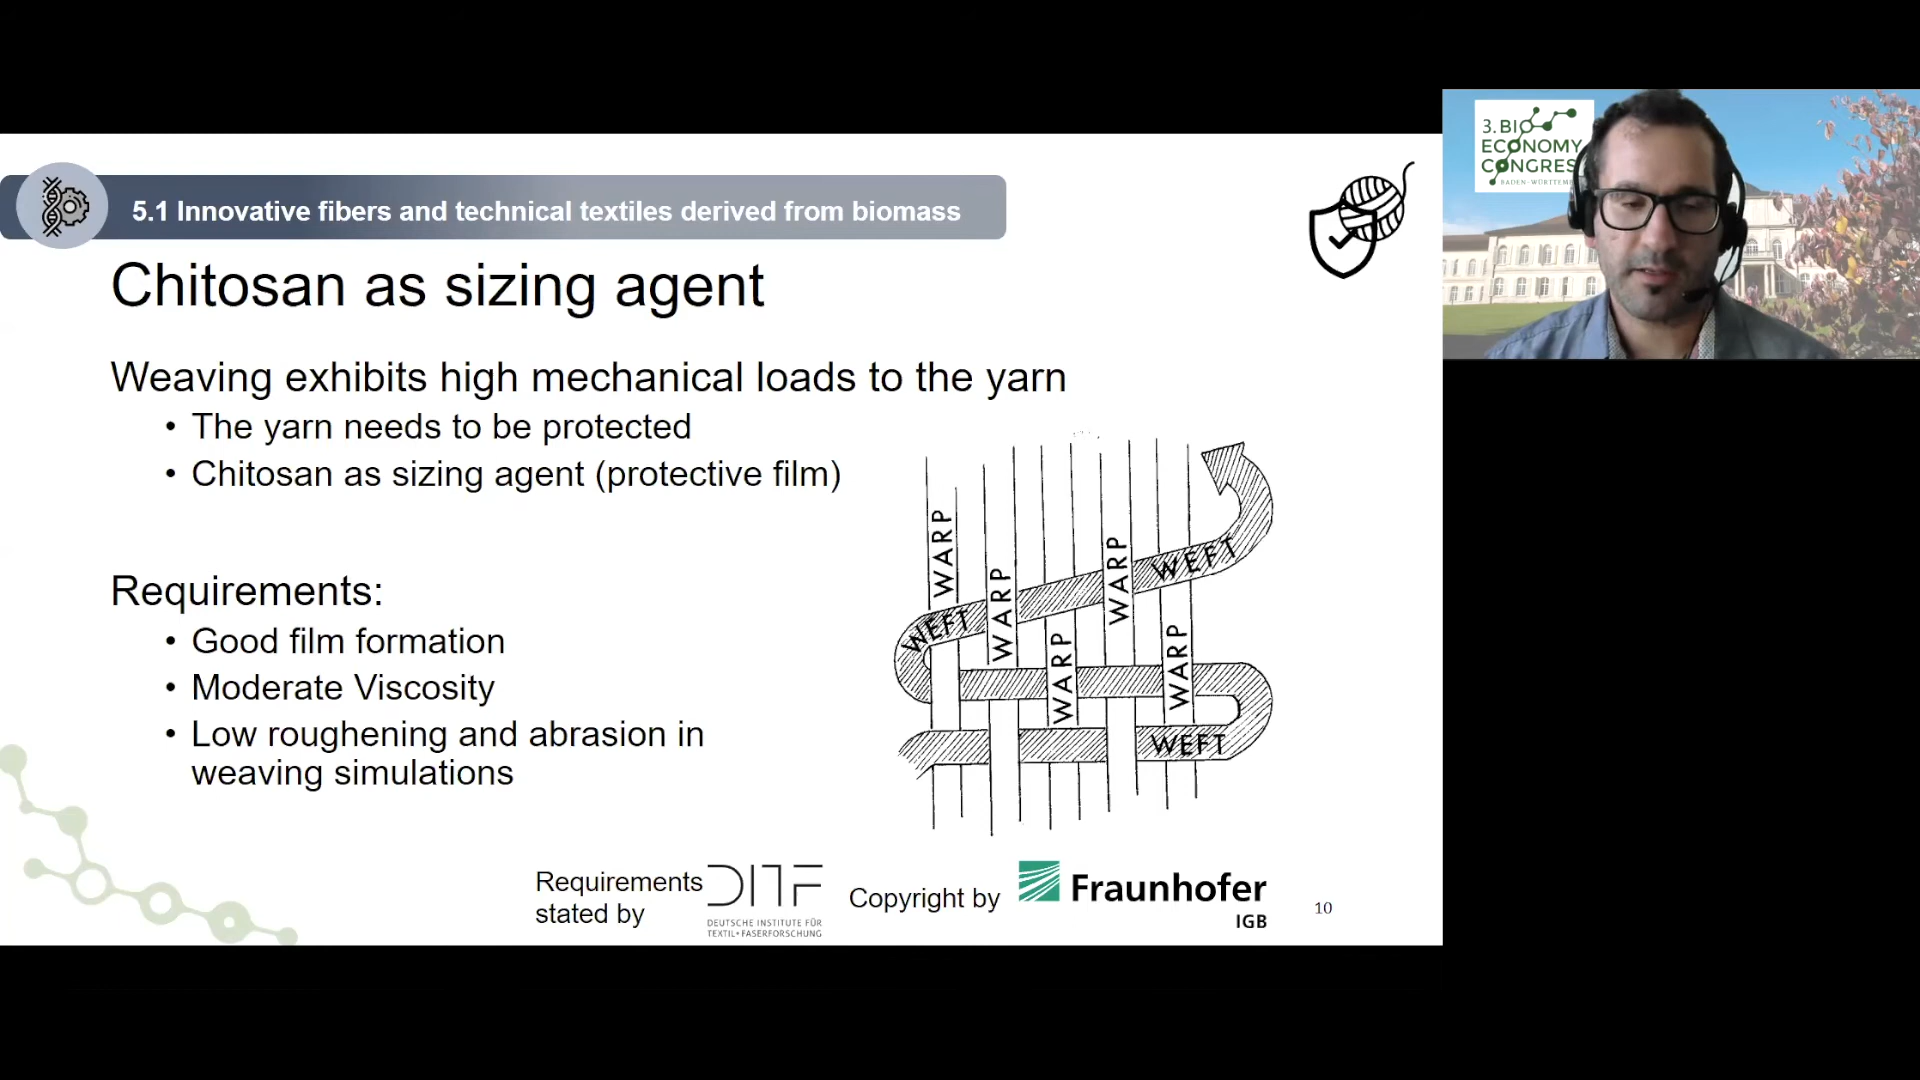 5.1 Innovative fibers and technical textiles derived from biomass
Chitosan as sizing agent
Weaving exhibits high mechanical loads to the yarn
• The yarn needs to be protected
• Chitosan as sizing agent (protective film)
Requirements:
• Good film formation
• Moderate Viscosity
• Low roughening and abrasion in
weaving simulations
WARP
WARP
WARP
WEFT
WEFT
WARP
WARP
WEFT
Requirements
stated by
DITF
DEUTSCHE INSTITUTE FÜR
TEXTIL+FASERFORSCHUNG
Copyright by
Fraunhofer
IGB
10
3. BIO
ECONOMY
CONGRES
BADEN-WÜRTTEMB